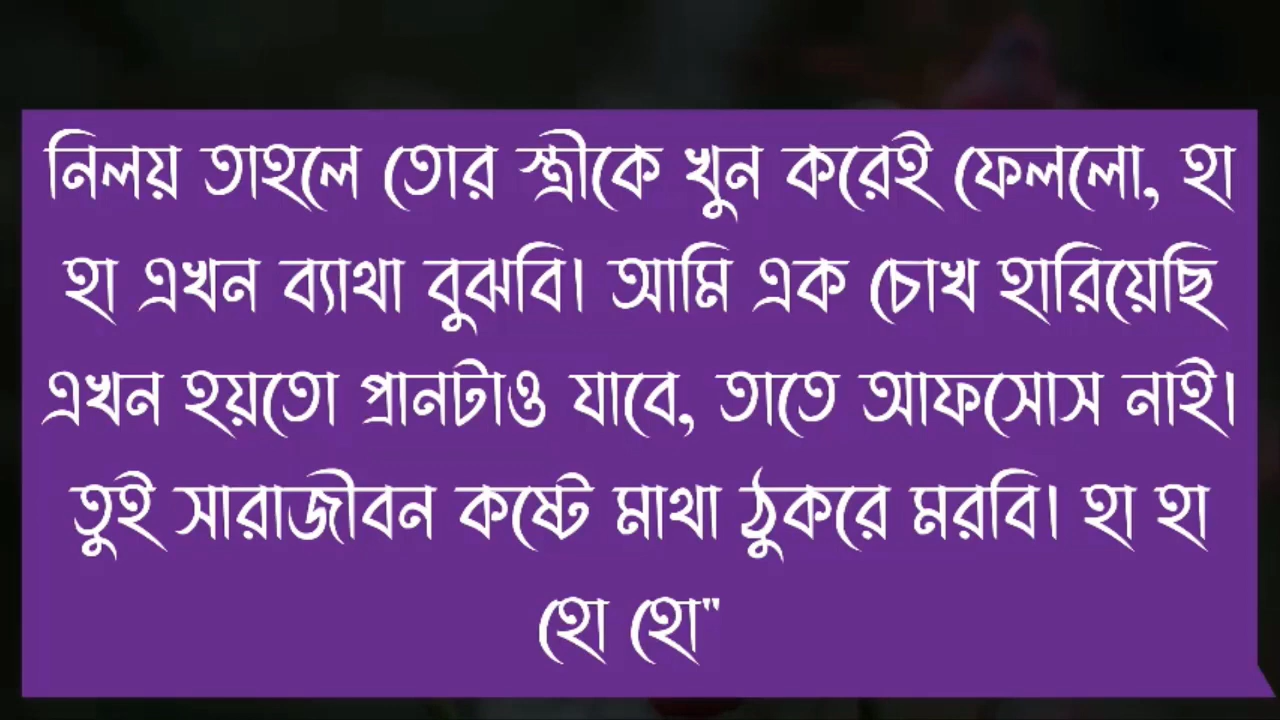 নিলয় তাহলে তোর স্ত্রীকে খুন করেই ফেললো, হা
হা এখন ব্যাথা বুঝবি। আমি এক চোখ হারিয়েছি
এখন হয়তো প্রানটাও যাবে, তাতে আফসোস নাই।
তুই সারাজীবন কষ্টে মাথা ঠুকরে মরবি। হা হা
হো হো"